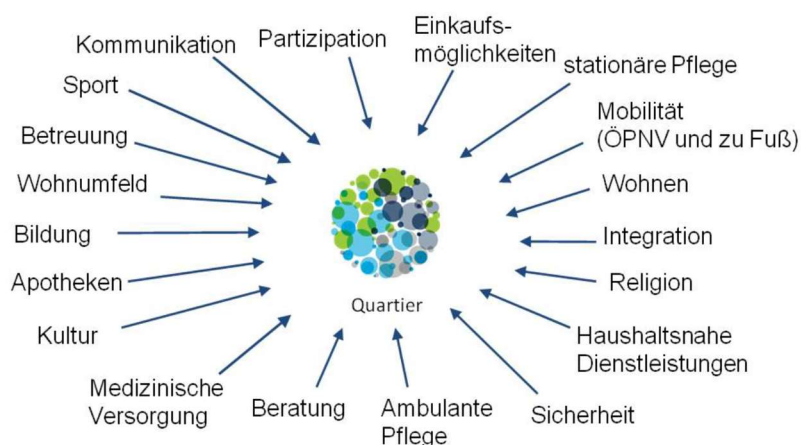 Partizipation
Einkaufs-
möglichkeiten
stationäre Pflege
Mobilität
(ÖPNV und zu Fuß)
Wohnen
Integration
Religion
Haushaltsnahe
Dienstleistungen
Sicherheit
Ambulante
Pflege
Beratung
Medizinische
Versorgung
Kultur
Apotheken
Bildung
Wohnumfeld
Betreuung
Sport
Kommunikation
Quartier